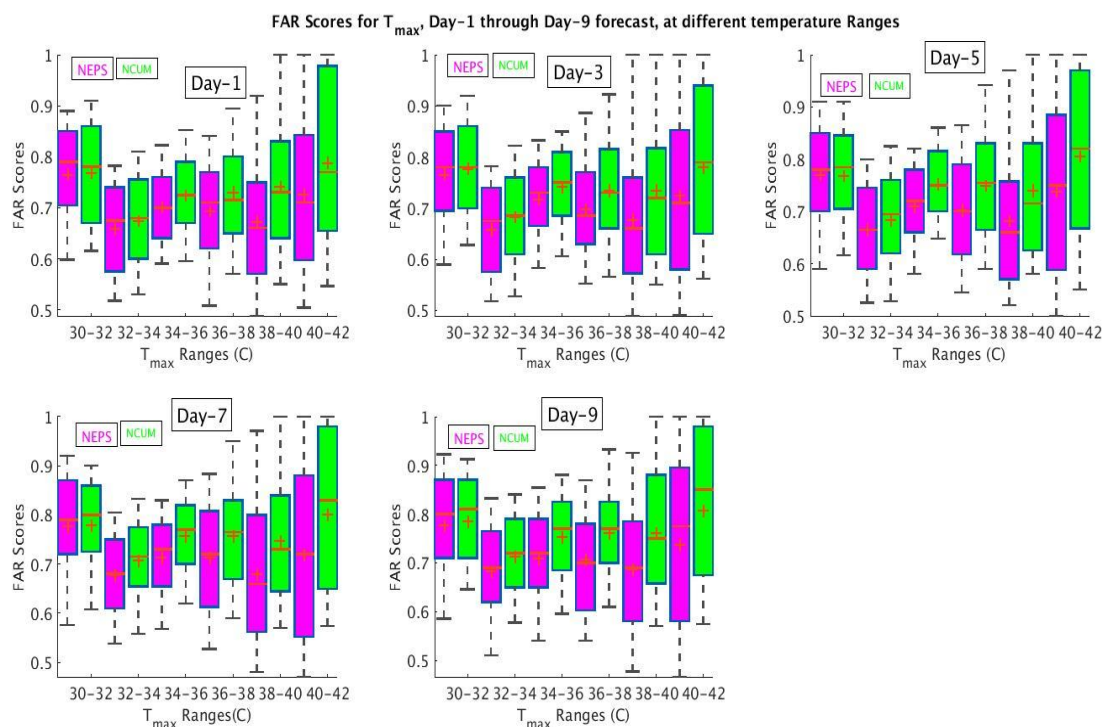 FAR Scores for Tmax, Day-1 through Day-9 forecast, at different temperature Ranges
NEPS NCUM Day-1
FAR Scores
1
0.9
0.8
0.7
0.6
0.5
30-32 32-34 34-36 36-38 38-40 40-42
Tmax Ranges (C)
NEPS NCUM Day-3
FAR Scores
1
0.9
0.8
0.7
0.6
0.5
30-32 32-34 34-36 36-38 38-40 40-42
Tmax Ranges (C)
NEPS NCUM Day-5
FAR Scores
1
0.9
0.8
0.7
0.6
0.5
30-32 32-34 34-36 36-38 38-40 40-42
Tmax Ranges (C)
NEPS NCUM Day-7
FAR Scores
1
0.9
0.8
0.7
0.6
0.5
30-32 32-34 34-36 36-38 38-40 40-42
Tmax Ranges(C)
NEPS NCUM Day-9
FAR Scores
1
0.9
0.8
0.7
0.6
0.5
30-32 32-34 34-36 36-38 38-40 40-42
Tmax Ranges (C)